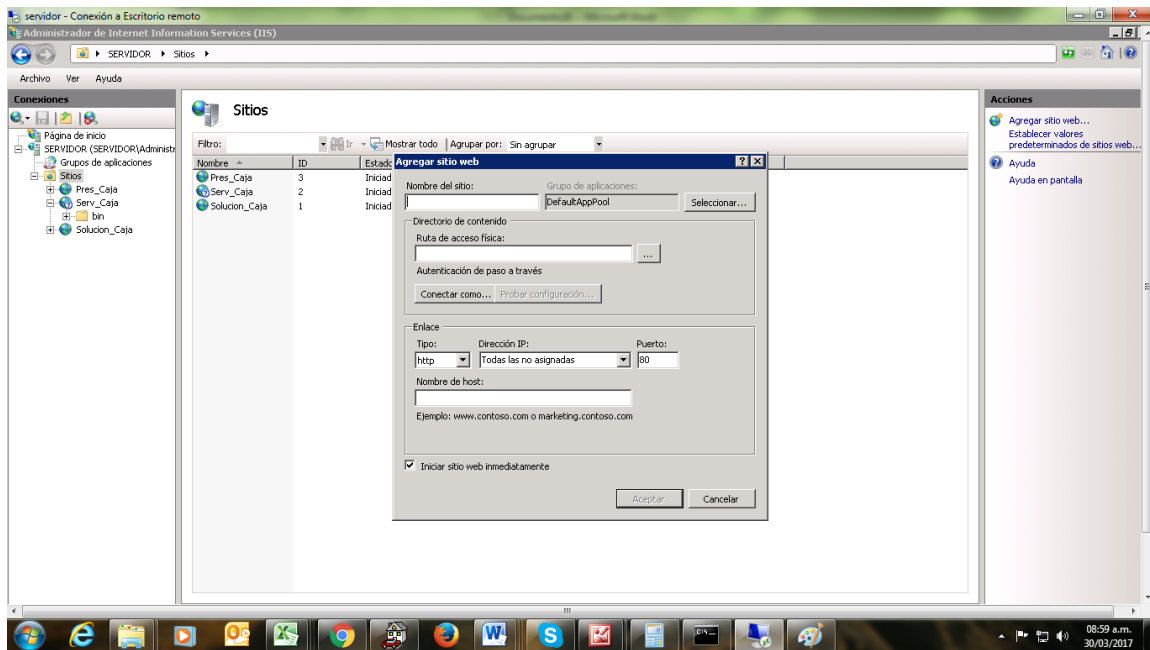 servidor - Conexión a Escritorio remoto
Administrador de Internet Information Services (IIS)
SERVIDOR Sitios
Archivo Ver Ayuda
Conexiones
Página de inicio
SERVIDOR (SERVIDOR\Administr
Grupos de aplicaciones
Sitios
Pres_Caja
Serv_Caja
bin
Solucion_Caja
Sitios
Filtro: Ir Mostrar todo Agrupar por: Sin agrupar
Nombre ID Estado
Pres_Caja 3 Iniciad
Serv_Caja 2 Iniciad
Solucion_Caja 1 Iniciad
Agregar sitio web
Nombre del sitio: Grupo de aplicaciones:
DefaultAppPool Seleccionar...
Directorio de contenido
Ruta de acceso física:
...
Autenticación de paso a través
Conectar como... Probar configuración...
Enlace
Tipo: Dirección IP: Puerto:
http Todas las no asignadas 80
Nombre de host:
Ejemplo: www.contoso.com o marketing.contoso.com
Iniciar sitio web inmediatamente
Aceptar Cancelar
Acciones
Agregar sitio web...
Establecer valores
predeterminados de sitios web...
Ayuda
Ayuda en pantalla
08:59 a.m.
30/03/2017